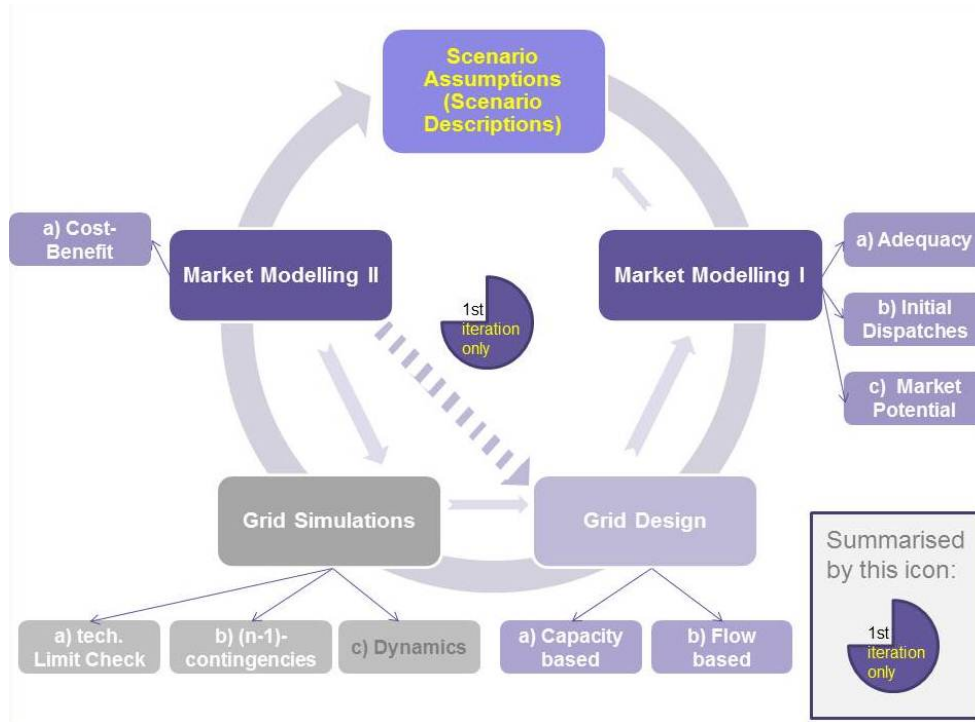 Scenario
Assumptions
(Scenario
Descriptions)
a) Cost-
Benefit
Market Modelling II
1st
iteration
only
Market Modelling I
a) Adequacy
b) Initial
Dispatches
c) Market
Potential
Grid Simulations
Grid Design
a) tech.
Limit Check
b) (n-1)-
contingencies
c) Dynamics
a) Capacity
based
b) Flow
based
Summarised
by this icon:
1st
iteration
only